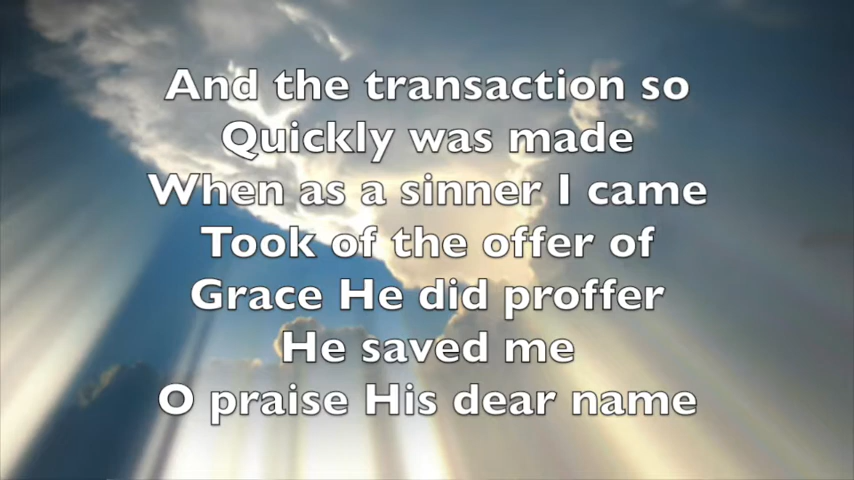 And the transaction so
Quickly was made
When as a sinner I came
Took of the offer of
Grace He did proffer
He saved me
O praise His dear name